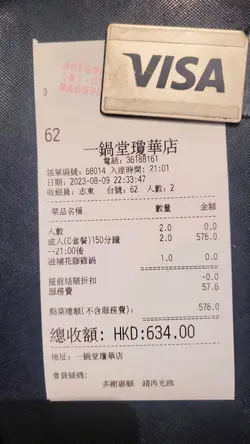 VISA
3
62
一鍋堂瓊華店
電話: 36188161
賬單編號: 68014 入座時間: 21:01
日期: 2023-08-09 22:33:47
收銀員: 志東 台號: 62 人數: 2
菜品名稱 數量 金額
人數 2.0 0.0
成人(C套餐)150分鐘 2.0 576.0
--21:00後
滋補花膠雞鍋 1.0 0.0
提前結賬折扣 -0.0
服務費 57.6
點菜總額(不含服務費): 576.0
總收額: HKD:634.00
地址: 一鍋堂瓊華店
會員號碼:
多謝惠顧 請再光臨